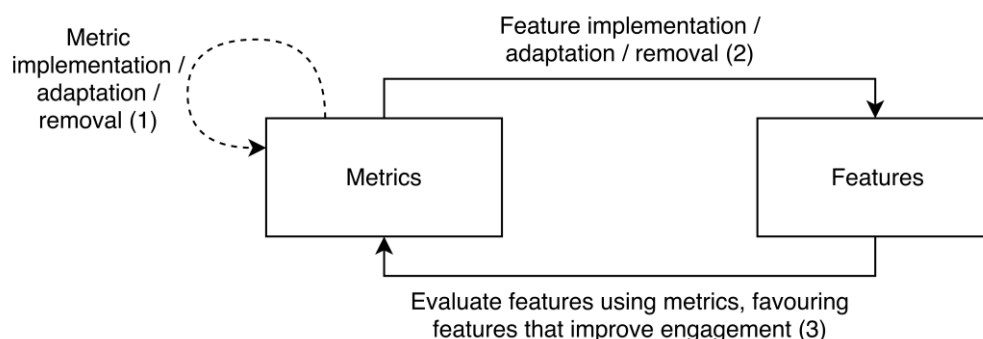 Metric
implementation /
adaptation /
removal (1)
Feature implementation /
adaptation / removal (2)
Metrics
Features
Evaluate features using metrics, favouring
features that improve engagement (3)